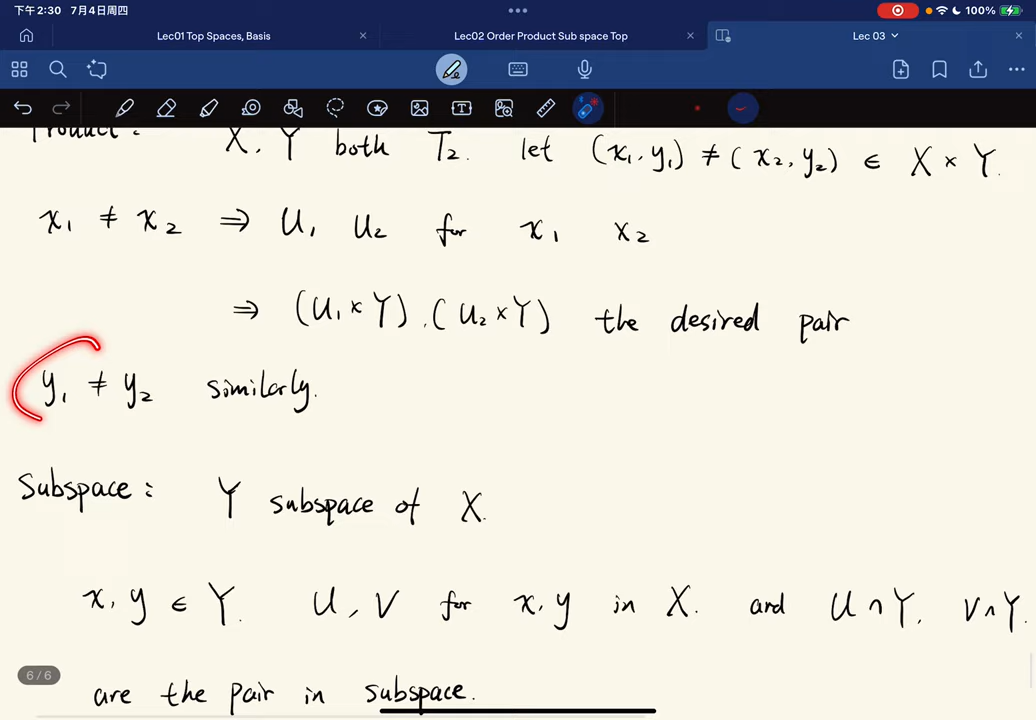 下午2:30 7月4日周四
100%
Lec01 Top Spaces, Basis
Lec02 Order Product Sub space Top
Lec 03
Product: X, Y both T₂. let (x₁, y₁) ≠ (x₂, y₂) ∈ X × Y.
x₁ ≠ x₂ ⇒ U₁ U₂ for x₁ x₂
⇒ (U₁ × Y), (U₂ × Y) the desired pair
y₁ ≠ y₂ similarly.
Subspace: Y subspace of X.
x, y ∈ Y. U, V for x, y in X. and U ∩ Y, V ∩ Y.
6 / 6
are the pair in subspace.